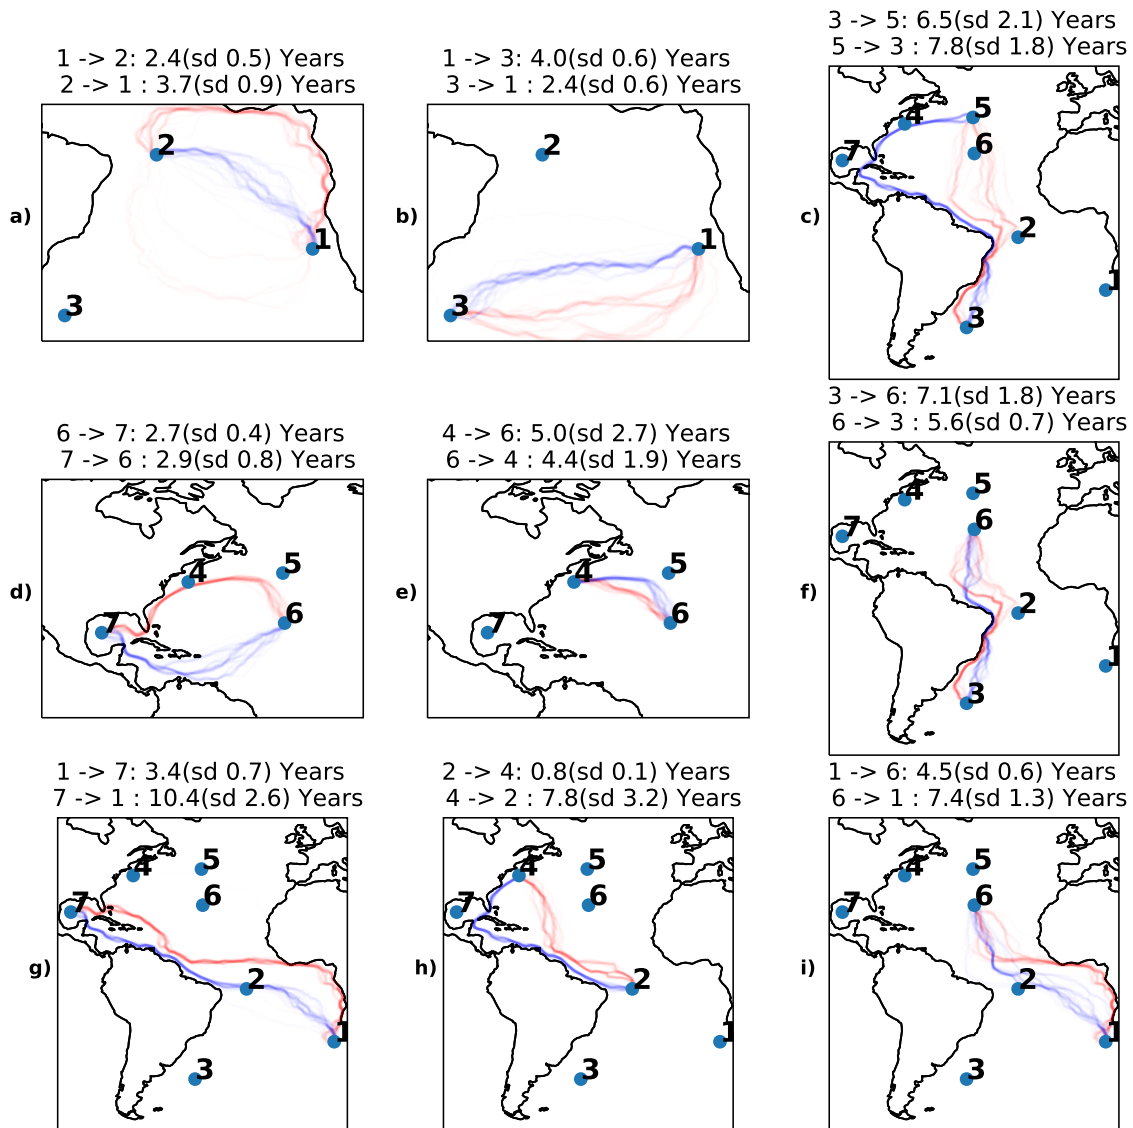 1 -> 2: 2.4(sd 0.5) Years
2 -> 1 : 3.7(sd 0.9) Years
a)
2
1
3
1 -> 3: 4.0(sd 0.6) Years
3 -> 1 : 2.4(sd 0.6) Years
b)
2
1
3
3 -> 5: 6.5(sd 2.1) Years
5 -> 3 : 7.8(sd 1.8) Years
c)
4
5
7
6
2
1
3
6 -> 7: 2.7(sd 0.4) Years
7 -> 6 : 2.9(sd 0.8) Years
d)
5
4
6
7
4 -> 6: 5.0(sd 2.7) Years
6 -> 4 : 4.4(sd 1.9) Years
e)
5
4
6
7
3 -> 6: 7.1(sd 1.8) Years
6 -> 3 : 5.6(sd 0.7) Years
f)
4
5
7
6
2
1
3
1 -> 7: 3.4(sd 0.7) Years
7 -> 1 : 10.4(sd 2.6) Years
g)
4
5
7
6
2
1
3
2 -> 4: 0.8(sd 0.1) Years
4 -> 2 : 7.8(sd 3.2) Years
h)
4
5
7
6
2
1
3
1 -> 6: 4.5(sd 0.6) Years
6 -> 1 : 7.4(sd 1.3) Years
i)
4
5
7
6
2
1
3